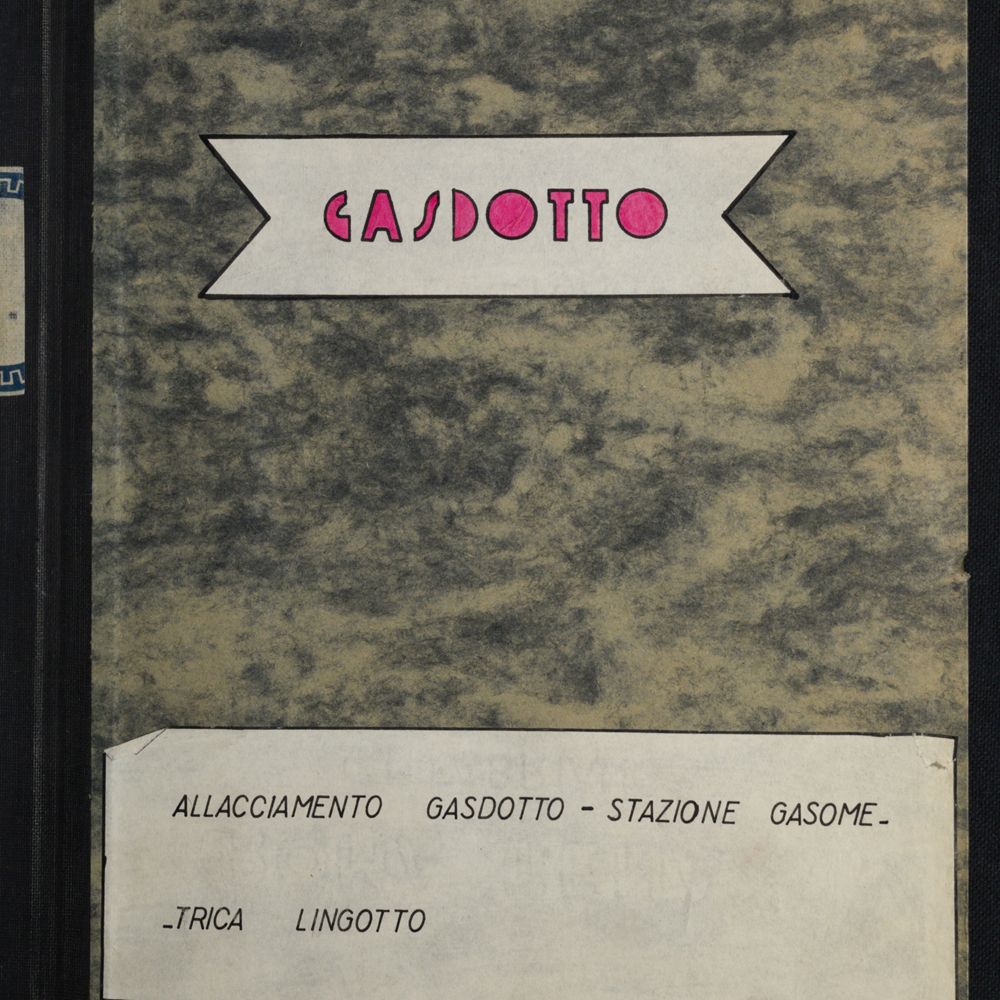 GASDOTTO
ALLACCIAMENTO GASDOTTO - STAZIONE GASOME-
-TRICA LINGOTTO